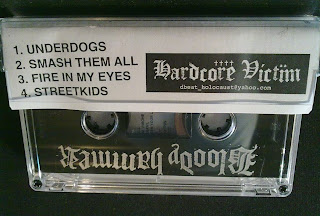 1. UNDERDOGS
2. SMASH THEM ALL
3. FIRE IN MY EYES
4. STREETKIDS
Hardcore Victim
dbeat_holocaust@yahoo.com
Bloody hammer